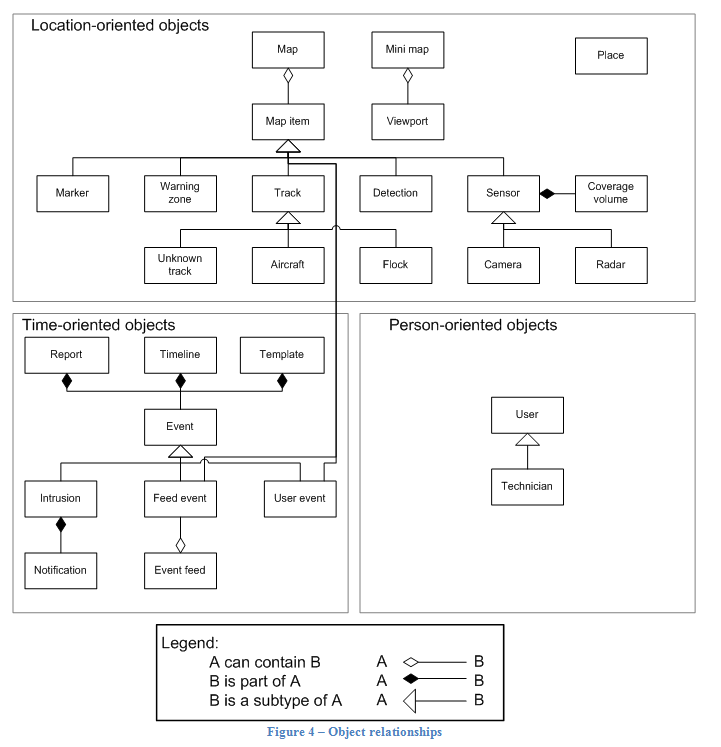 Location-oriented objects
Map
Mini map
Place
Map item
Viewport
Marker
Warning
zone
Track
Detection
Sensor
Coverage
volume
Unknown
track
Aircraft
Flock
Camera
Radar
Time-oriented objects
Report
Timeline
Template
Event
Intrusion
Feed event
User event
Notification
Event feed
Person-oriented objects
User
Technician
Legend:
A can contain B A B
B is part of A A B
B is a subtype of A A B
Figure 4 – Object relationships